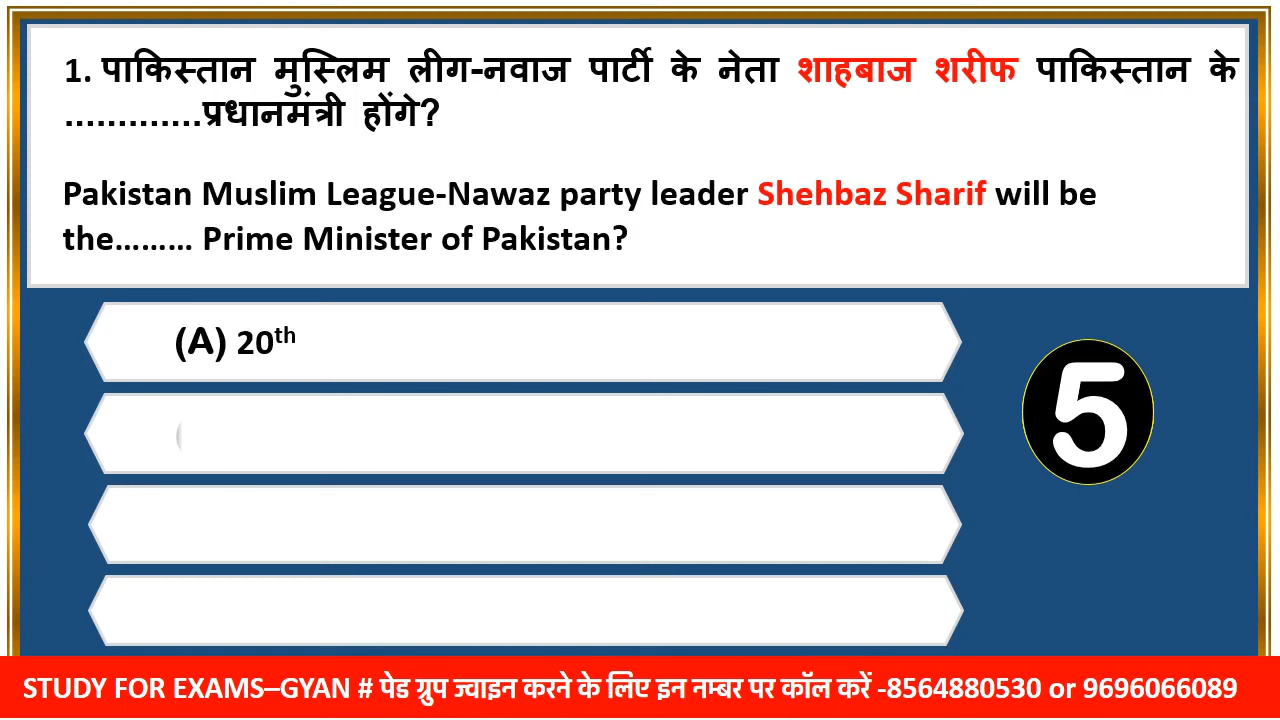 1. पाकिस्तान मुस्लिम लीग-नवाज पार्टी के नेता शाहबाज शरीफ पाकिस्तान के
.............प्रधानमंत्री होंगे?
Pakistan Muslim League-Nawaz party leader Shehbaz Sharif will be
the......... Prime Minister of Pakistan?
(A) 20th
5
STUDY FOR EXAMS–GYAN # पेड ग्रुप ज्वाइन करने के लिए इन नम्बर पर कॉल करें -8564880530 or 9696066089